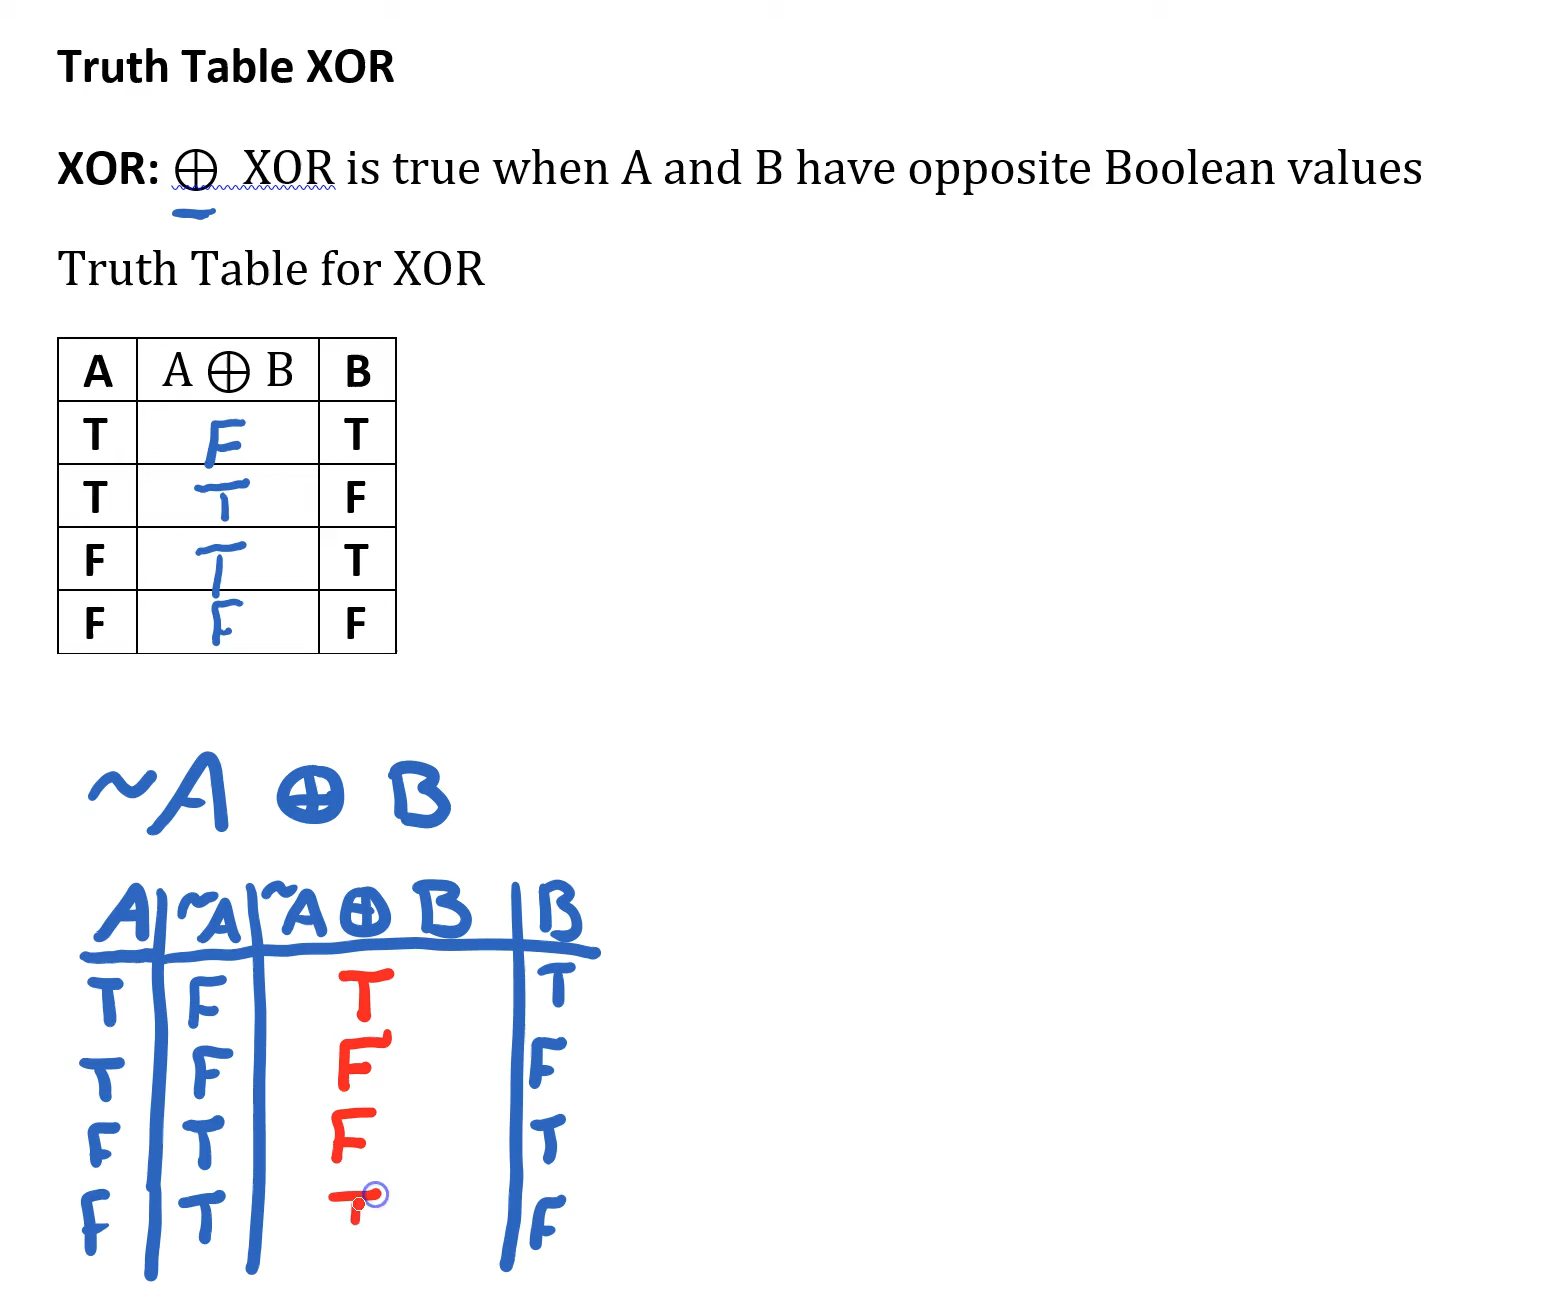 Truth Table XOR
XOR: ⊕ XOR is true when A and B have opposite Boolean values
Truth Table for XOR
A A ⊕ B B
T F T
T T F
F T T
F F F
~A ⊕ B
A ~A ~A ⊕ B B
T F T T
T F F F
F T F T
F T T F